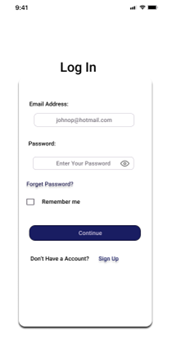 9:41
Log In
Email Address:
johnop@hotmail.com
Password:
Enter Your Password
Forget Password?
Remember me
Continue
Don't Have a Account? Sign Up